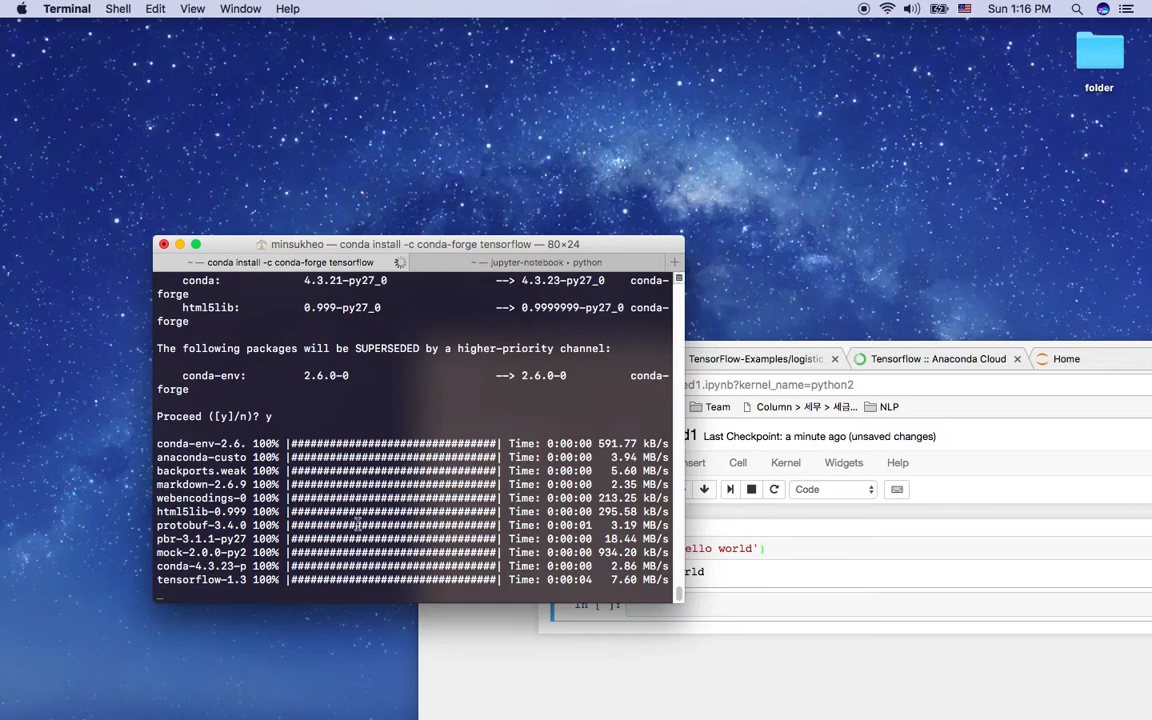 Terminal Shell Edit View Window Help Sun 1:16 PM
folder
minsukheo — conda install -c conda-forge tensorflow — 80×24
~ — conda install -c conda-forge tensorflow ~ — jupyter-notebook • python +
conda: 4.3.21-py27_0 --> 4.3.23-py27_0 conda-
forge
html5lib: 0.999-py27_0 --> 0.9999999-py27_0 conda-
forge
The following packages will be SUPERSEDED by a higher-priority channel:
conda-env: 2.6.0-0 --> 2.6.0-0 conda-
forge
Proceed ([y]/n)? y
conda-env-2.6. 100% |################################| Time: 0:00:00 591.77 kB/s
anaconda-custo 100% |################################| Time: 0:00:00 3.94 MB/s
backports.weak 100% |################################| Time: 0:00:00 5.60 MB/s
markdown-2.6.9 100% |################################| Time: 0:00:00 2.35 MB/s
webencodings-0 100% |################################| Time: 0:00:00 213.25 kB/s
html5lib-0.999 100% |################################| Time: 0:00:00 295.58 kB/s
protobuf-3.4.0 100% |################################| Time: 0:00:01 3.19 MB/s
pbr-3.1.1-py27 100% |################################| Time: 0:00:00 18.44 MB/s
mock-2.0.0-py2 100% |################################| Time: 0:00:00 934.20 kB/s
conda-4.3.23-p 100% |################################| Time: 0:00:00 2.86 MB/s
tensorflow-1.3 100% |################################| Time: 0:00:04 7.60 MB/s
TensorFlow-Examples/logistic Tensorflow :: Anaconda Cloud Home
ed1.ipynb?kernel_name=python2
Team Column > 세무 > 세금... NLP
d1 Last Checkpoint: a minute ago (unsaved changes)
nsert Cell Kernel Widgets Help
Code
ello world')
rld
In [ ]: